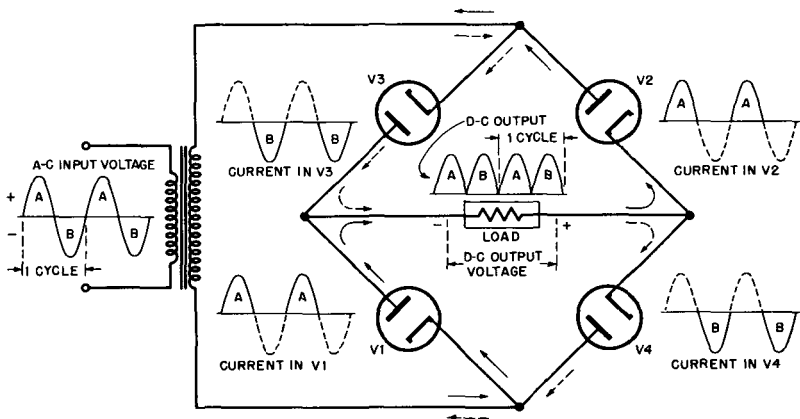 V3
V2
D-C OUTPUT
1 CYCLE
A
B
A
B
A
A
CURRENT IN V2
B
B
CURRENT IN V3
A-C INPUT VOLTAGE
+
-
A
B
A
B
1 CYCLE
A
B
A
B
-
+
LOAD
D-C OUTPUT
VOLTAGE
A
A
CURRENT IN V1
V1
V4
B
B
CURRENT IN V4